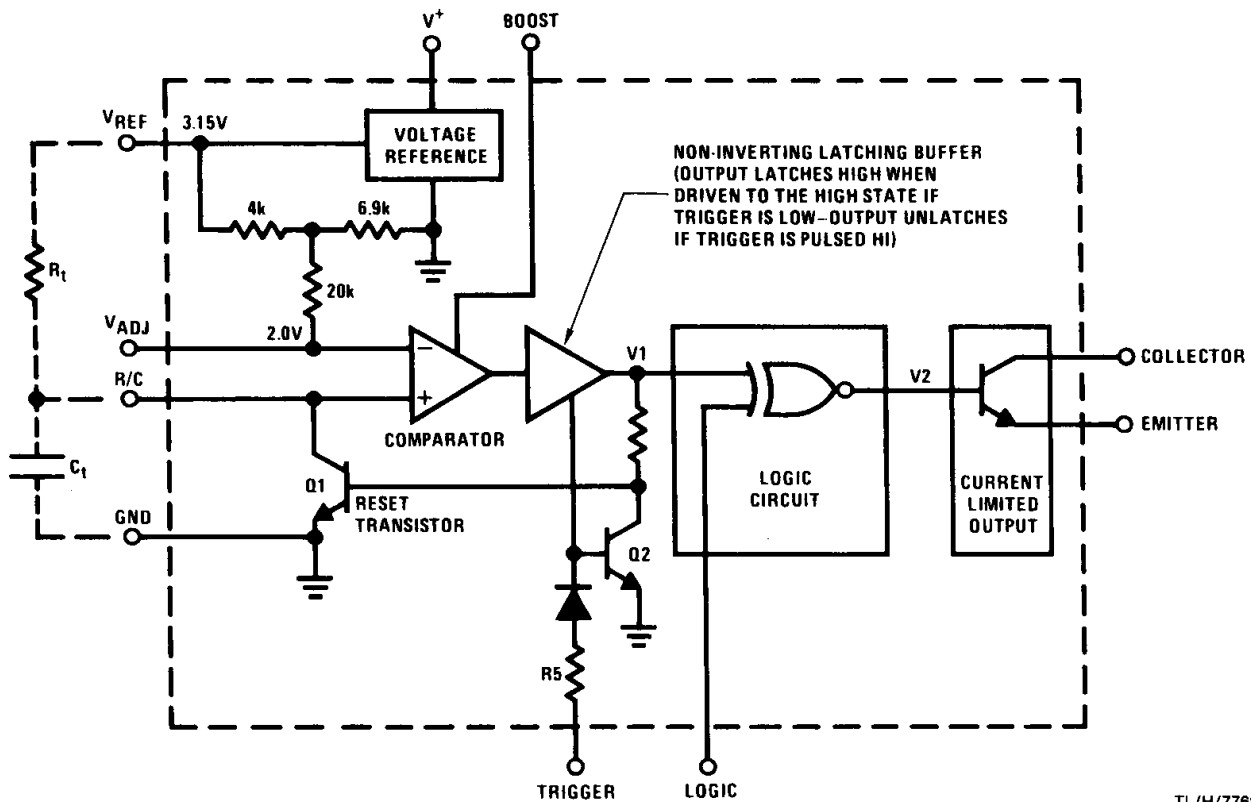 V+
BOOST
VREF
3.15V
VOLTAGE
REFERENCE
NON-INVERTING LATCHING BUFFER
(OUTPUT LATCHES HIGH WHEN
DRIVEN TO THE HIGH STATE IF
TRIGGER IS LOW–OUTPUT UNLATCHES
IF TRIGGER IS PULSED HI)
4k
6.9k
Rt
20k
VADJ
2.0V
R/C
−
+
COMPARATOR
V1
V2
COLLECTOR
EMITTER
Ct
Q1
RESET
TRANSISTOR
LOGIC
CIRCUIT
CURRENT
LIMITED
OUTPUT
GND
Q2
R5
TRIGGER
LOGIC